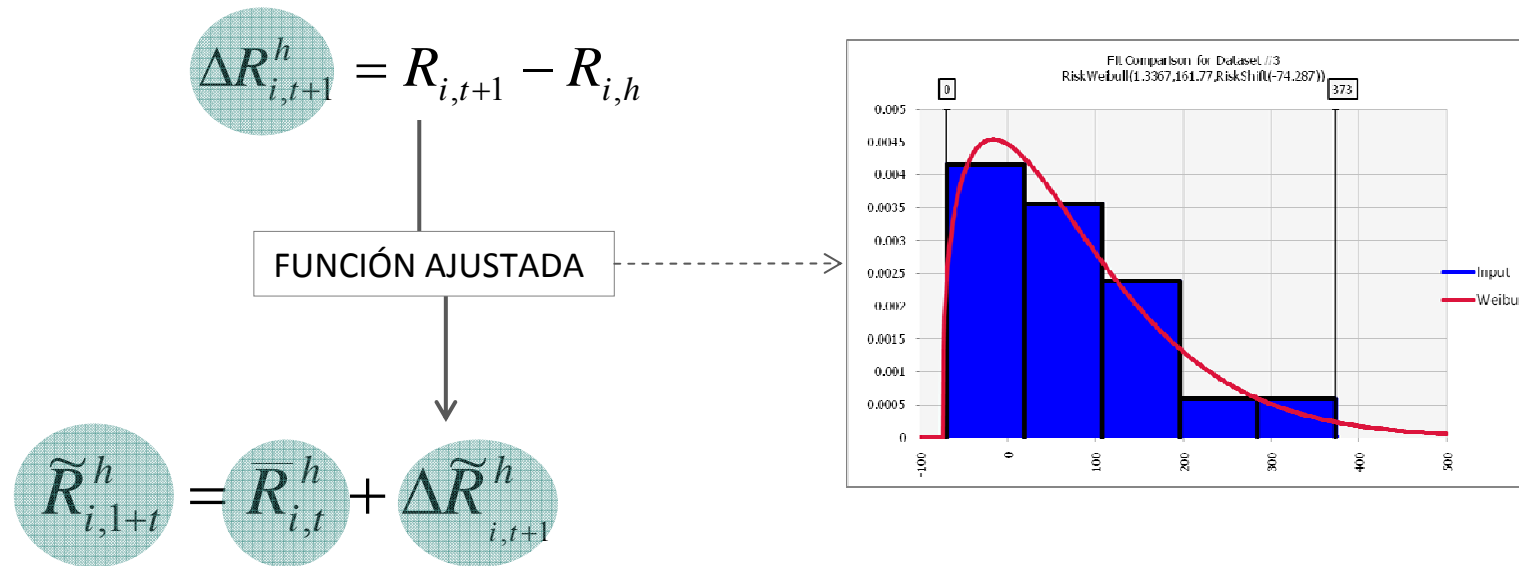 ΔR^h_{i,t+1} = R_{i,t+1} − R_{i,h}
FUNCIÓN AJUSTADA
R̃^h_{i,1+t} = R̄^h_{i,t} + ΔR̃^h_{i,t+1}
Fit Comparison for Dataset #3
RiskWeibull(1.3367,161.77,RiskShift(-74.287))
0
373
0.005
0.0045
0.004
0.0035
0.003
0.0025
0.002
0.0015
0.001
0.0005
0
-100
0
100
200
300
400
500
Input
Weibu